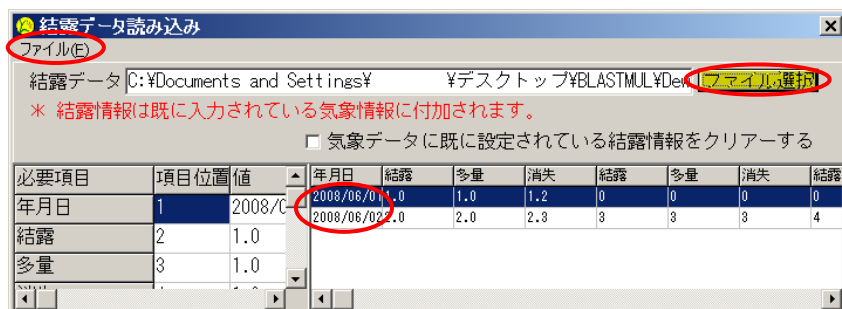 結露データ読み込み
ファイル(F)
結露データ C:¥Documents and Settings¥ ¥デスクトップ¥BLASTMUL¥Dew ファイル選択
* 結露情報は既に入力されている気象情報に付加されます。
気象データに既に設定されている結露情報をクリアーする
必要項目 項目位置 値
年月日 1 2008/0
結露 2 1.0
多量 3 1.0
年月日 結露 多量 消失 結露 多量 消失 結露
2008/06/01 1.0 1.0 1.2 0 0 0 0
2008/06/02 2.0 2.0 2.3 3 3 3 4